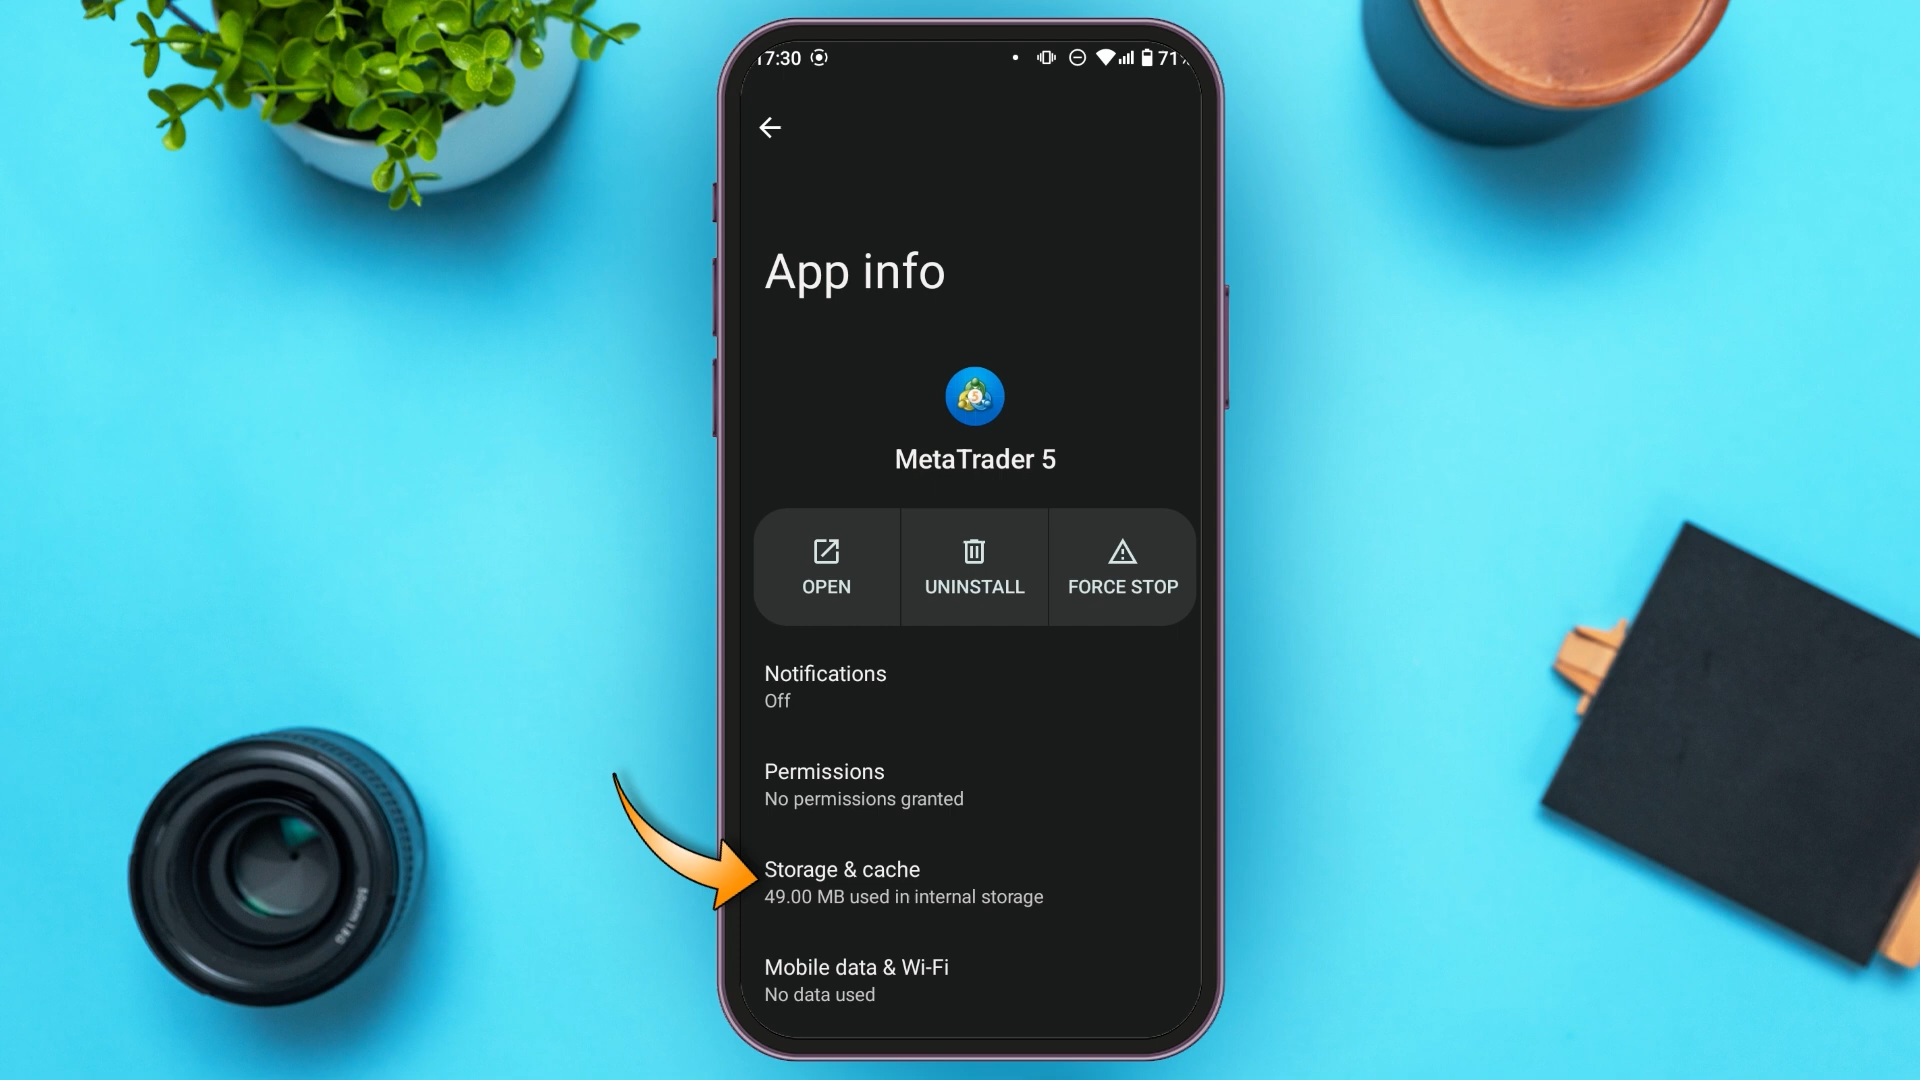 17:30
71%
App info
MetaTrader 5
OPEN
UNINSTALL
FORCE STOP
Notifications
Off
Permissions
No permissions granted
Storage & cache
49.00 MB used in internal storage
Mobile data & Wi-Fi
No data used